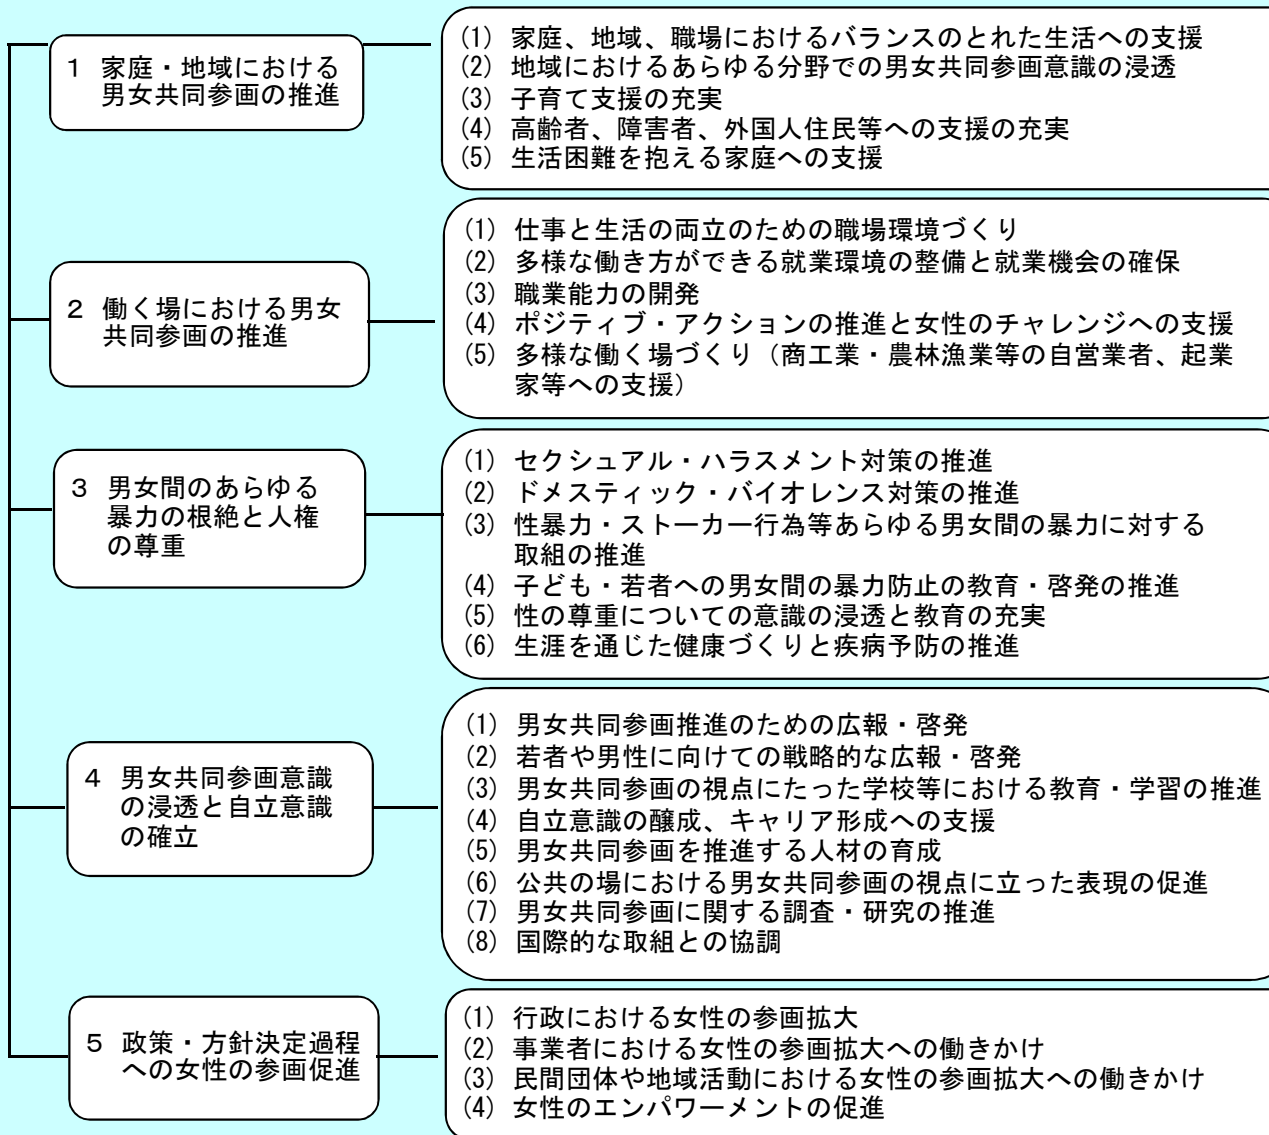 1 家庭・地域における
男女共同参画の推進
(1) 家庭、地域、職場におけるバランスのとれた生活への支援
(2) 地域におけるあらゆる分野での男女共同参画意識の浸透
(3) 子育て支援の充実
(4) 高齢者、障害者、外国人住民等への支援の充実
(5) 生活困難を抱える家庭への支援
2 働く場における男女
共同参画の推進
(1) 仕事と生活の両立のための職場環境づくり
(2) 多様な働き方ができる就業環境の整備と就業機会の確保
(3) 職業能力の開発
(4) ポジティブ・アクションの推進と女性のチャレンジへの支援
(5) 多様な働く場づくり（商工業・農林漁業等の自営業者、起業
家等への支援）
3 男女間のあらゆる
暴力の根絶と人権
の尊重
(1) セクシュアル・ハラスメント対策の推進
(2) ドメスティック・バイオレンス対策の推進
(3) 性暴力・ストーカー行為等あらゆる男女間の暴力に対する
取組の推進
(4) 子ども・若者への男女間の暴力防止の教育・啓発の推進
(5) 性の尊重についての意識の浸透と教育の充実
(6) 生涯を通じた健康づくりと疾病予防の推進
4 男女共同参画意識
の浸透と自立意識
の確立
(1) 男女共同参画推進のための広報・啓発
(2) 若者や男性に向けての戦略的な広報・啓発
(3) 男女共同参画の視点にたった学校等における教育・学習の推進
(4) 自立意識の醸成、キャリア形成への支援
(5) 男女共同参画を推進する人材の育成
(6) 公共の場における男女共同参画の視点に立った表現の促進
(7) 男女共同参画に関する調査・研究の推進
(8) 国際的な取組との協調
5 政策・方針決定過程
への女性の参画促進
(1) 行政における女性の参画拡大
(2) 事業者における女性の参画拡大への働きかけ
(3) 民間団体や地域活動における女性の参画拡大への働きかけ
(4) 女性のエンパワーメントの促進